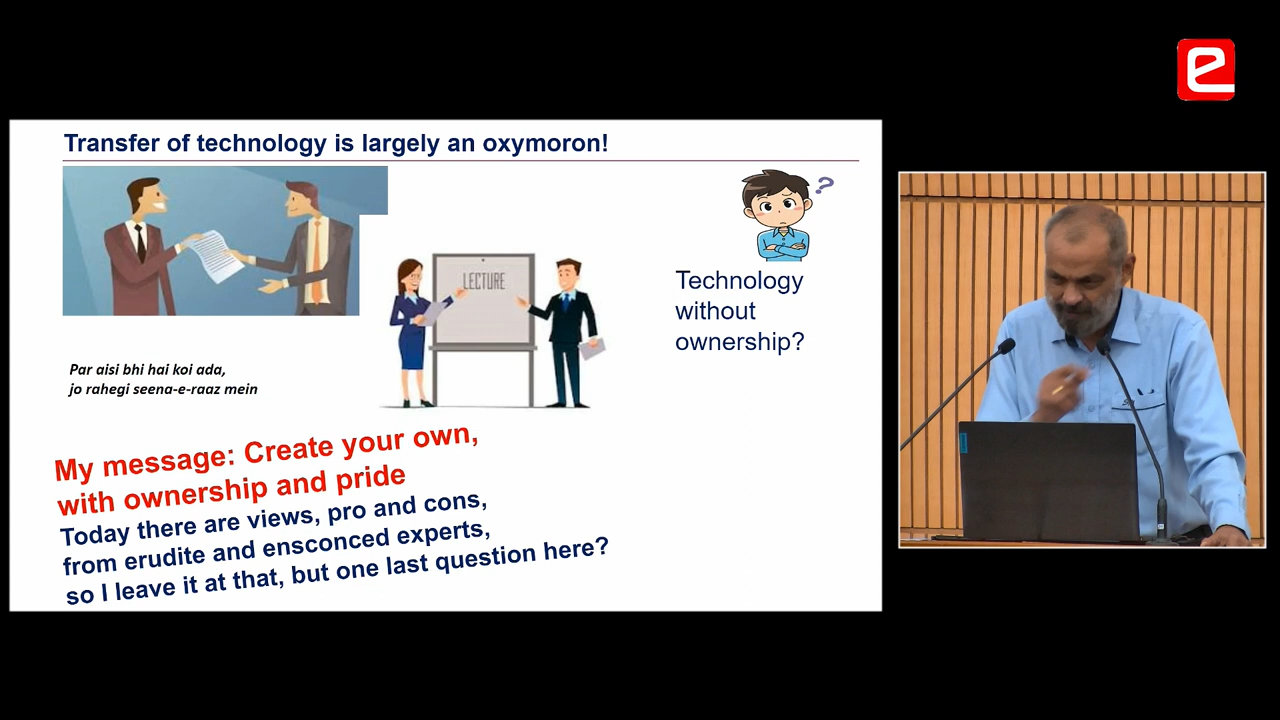 Transfer of technology is largely an oxymoron!
LECTURE
Technology
without
ownership?
Par aisi bhi hai koi ada,
jo rahegi seena-e-raaz mein
My message: Create your own,
with ownership and pride
Today there are views, pro and cons,
from erudite and ensconced experts,
so I leave it at that, but one last question here?